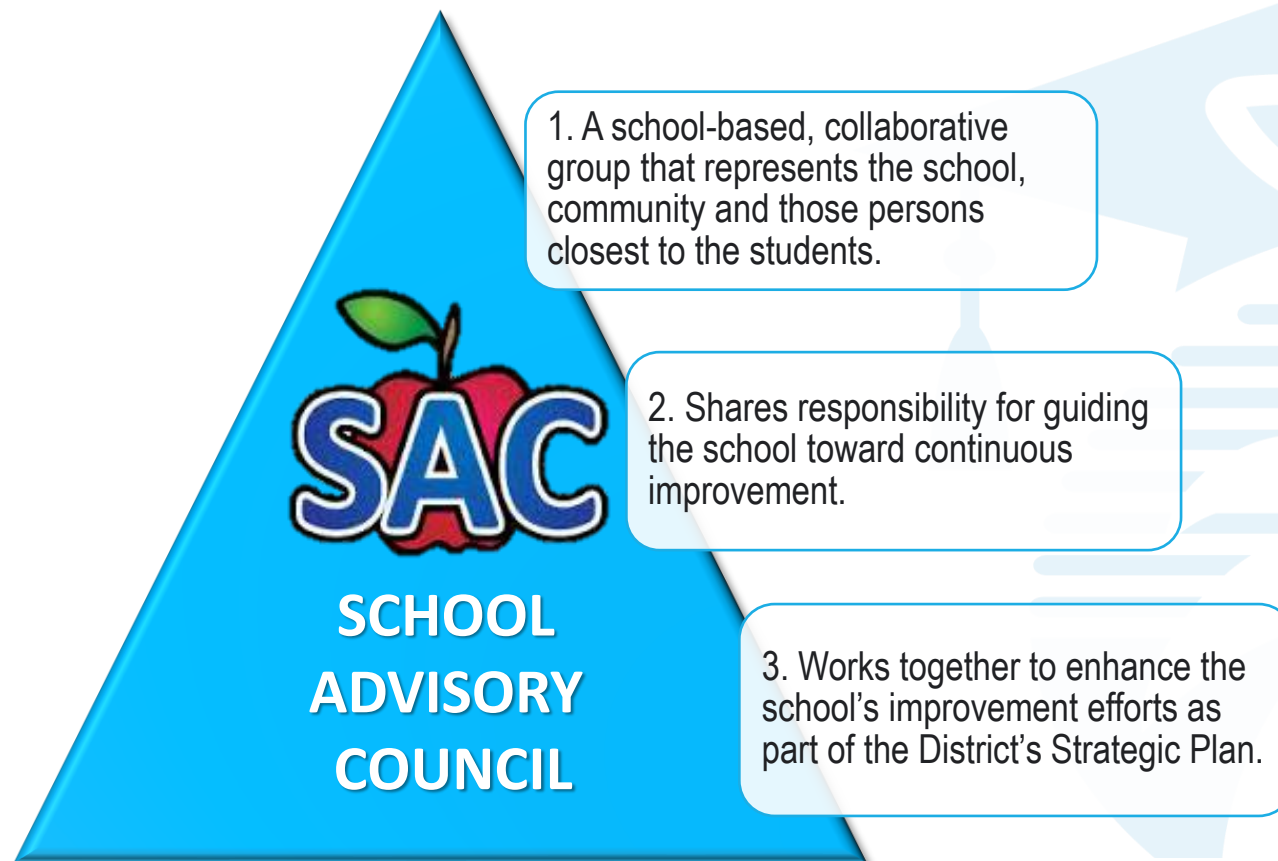 1. A school-based, collaborative
group that represents the school,
community and those persons
closest to the students.
SAC
2. Shares responsibility for guiding
the school toward continuous
improvement.
SCHOOL
ADVISORY
COUNCIL
3. Works together to enhance the
school’s improvement efforts as
part of the District’s Strategic Plan.